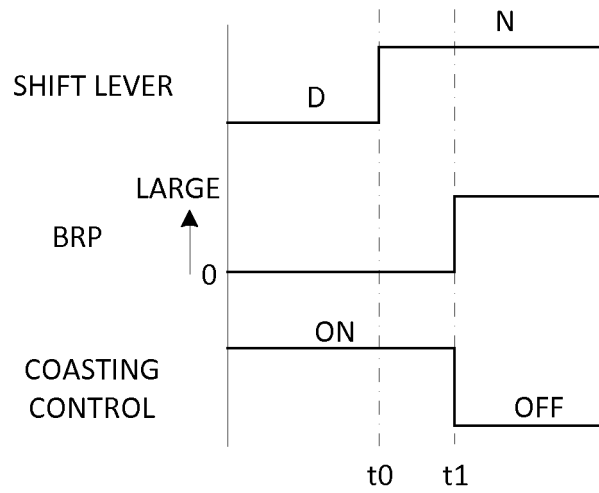 N
SHIFT LEVER
D
LARGE
BRP
0
ON
COASTING
CONTROL
OFF
t0 t1